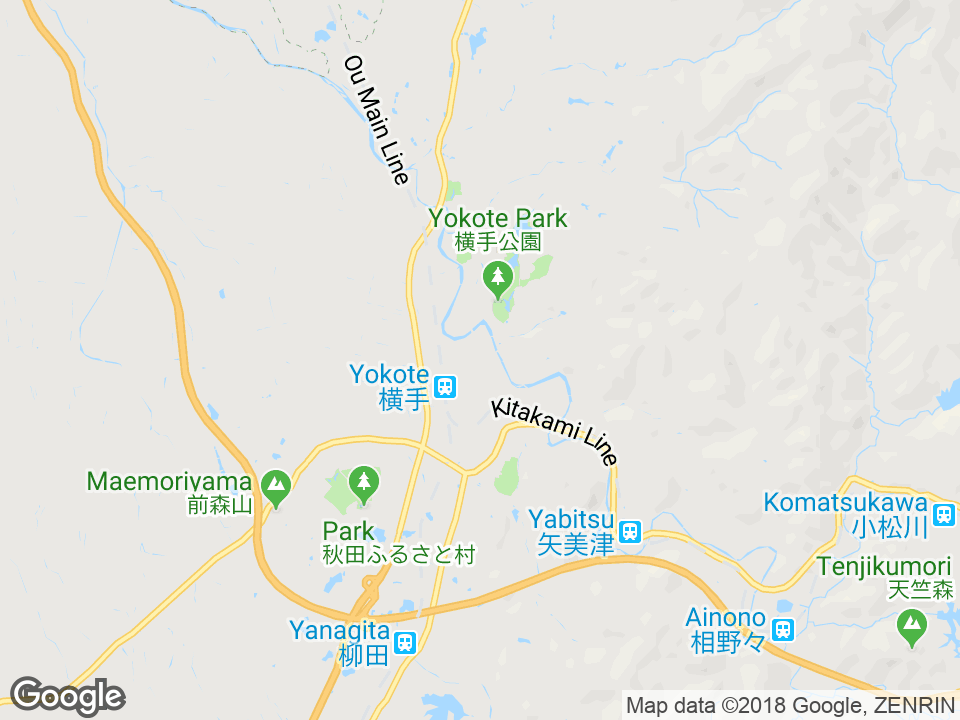 Ou Main Line
Yokote Park
横手公園
Yokote
横手
Kitakami Line
Maemoriyama
前森山
Park
秋田ふるさと村
Yabitsu
矢美津
Komatsukawa
小松川
Tenjikumori
天竺森
Yanagita
柳田
Ainono
相野々
Google
Map data ©2018 Google, ZENRIN